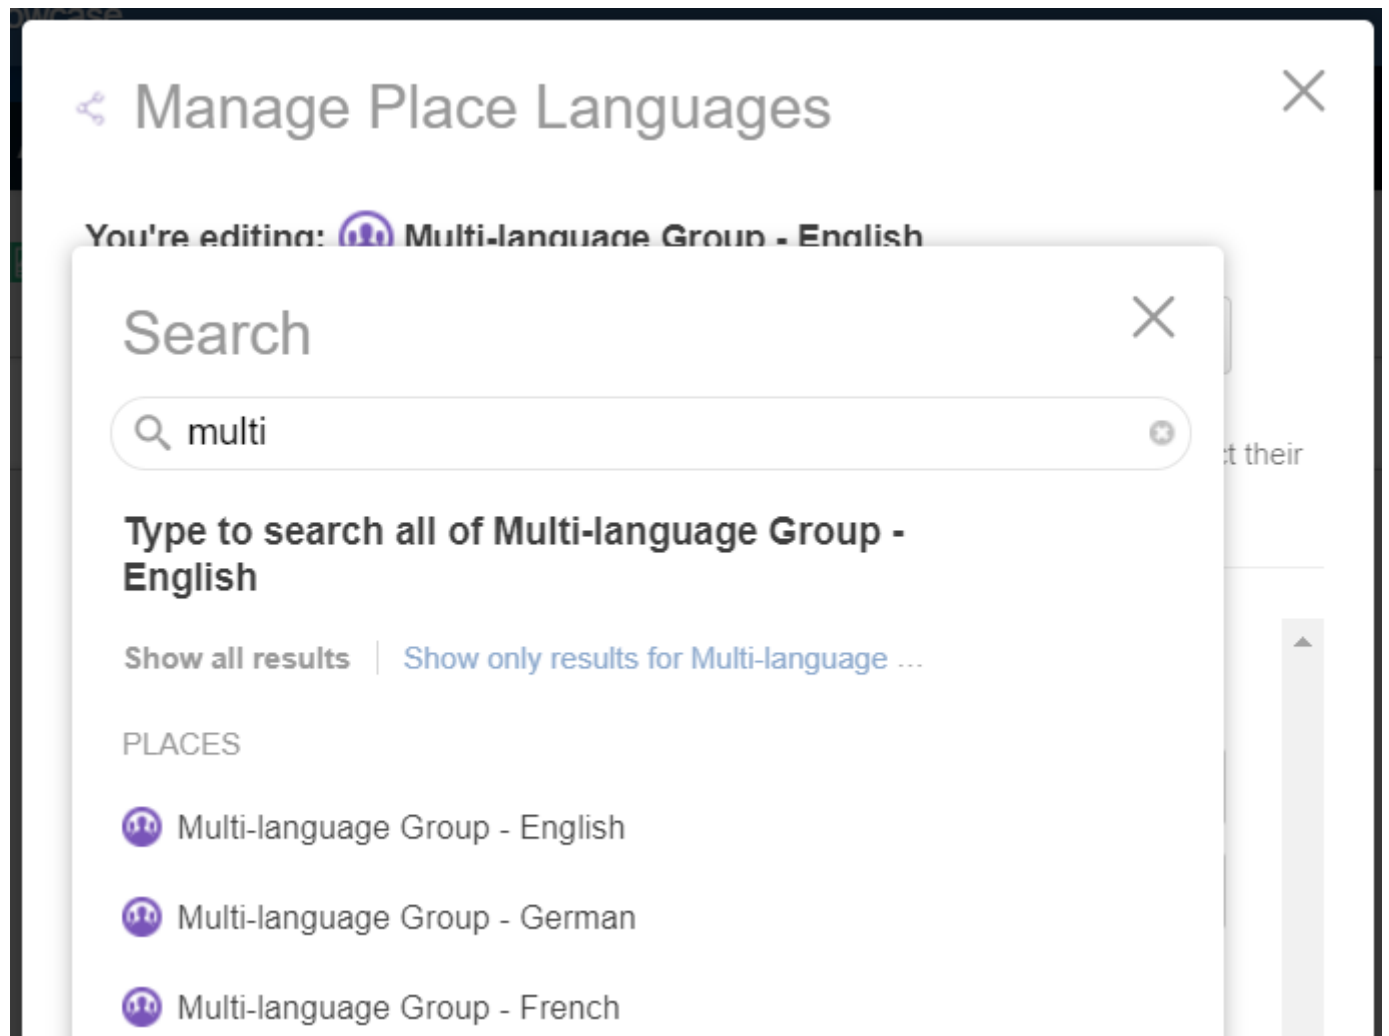 owcase
Manage Place Languages
You're editing: Multi-language Group - English
Search
multi
ct their
Type to search all of Multi-language Group -
English
Show all results Show only results for Multi-language ...
PLACES
Multi-language Group - English
Multi-language Group - German
Multi-language Group - French